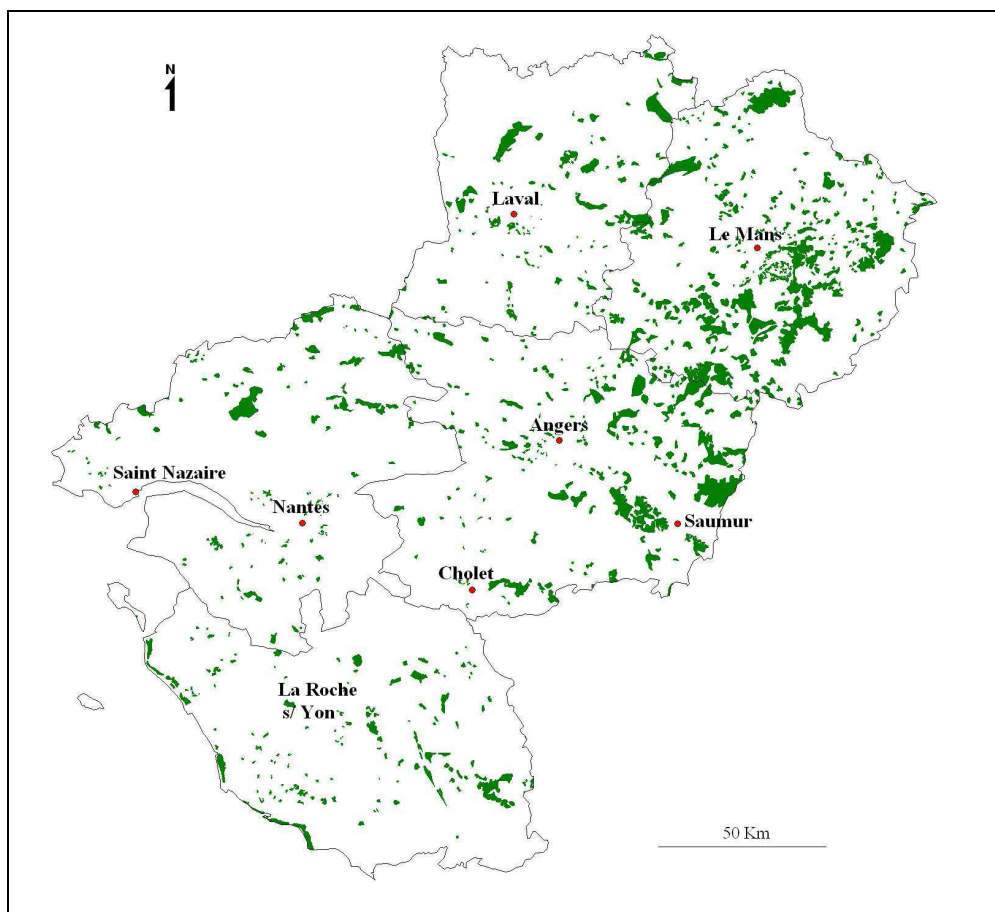 N
Laval
Le Mans
Angers
Saint Nazaire
Nantes
Saumur
Cholet
La Roche
s/ Yon
50 Km